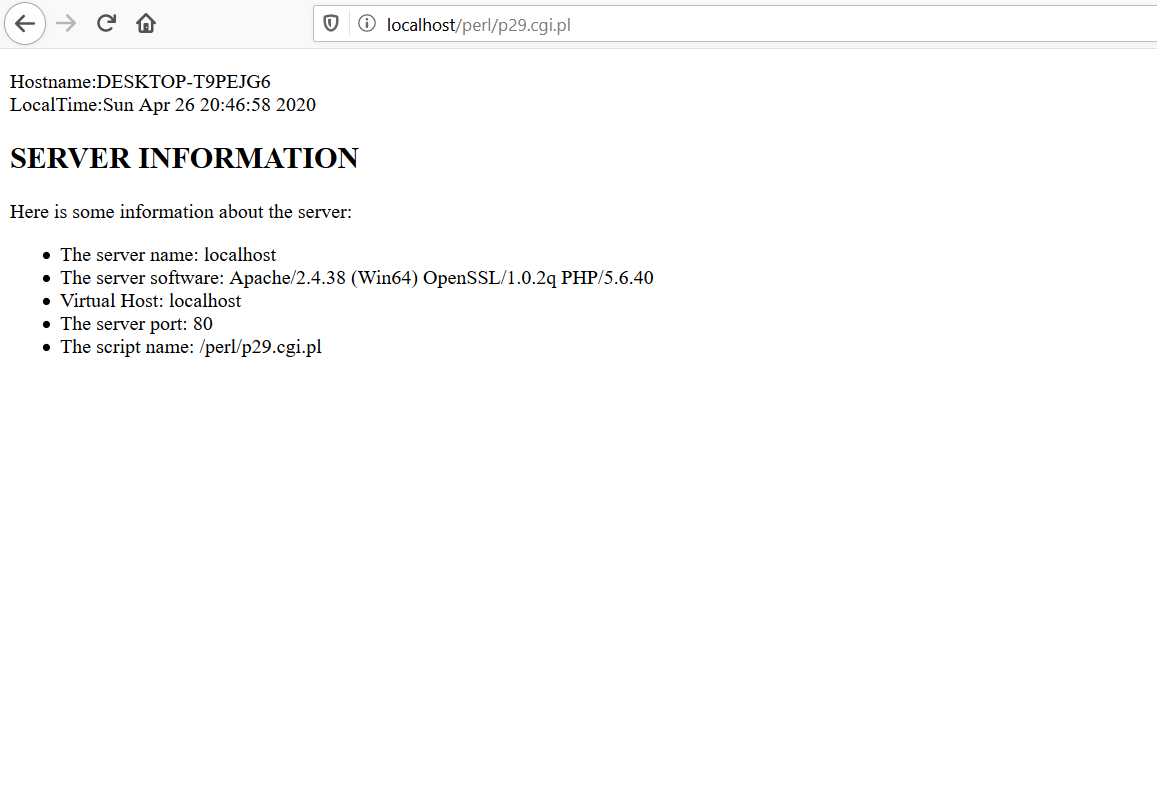 localhost/perl/p29.cgi.pl
Hostname:DESKTOP-T9PEJG6
LocalTime:Sun Apr 26 20:46:58 2020
SERVER INFORMATION
Here is some information about the server:
The server name: localhost
The server software: Apache/2.4.38 (Win64) OpenSSL/1.0.2q PHP/5.6.40
Virtual Host: localhost
The server port: 80
The script name: /perl/p29.cgi.pl